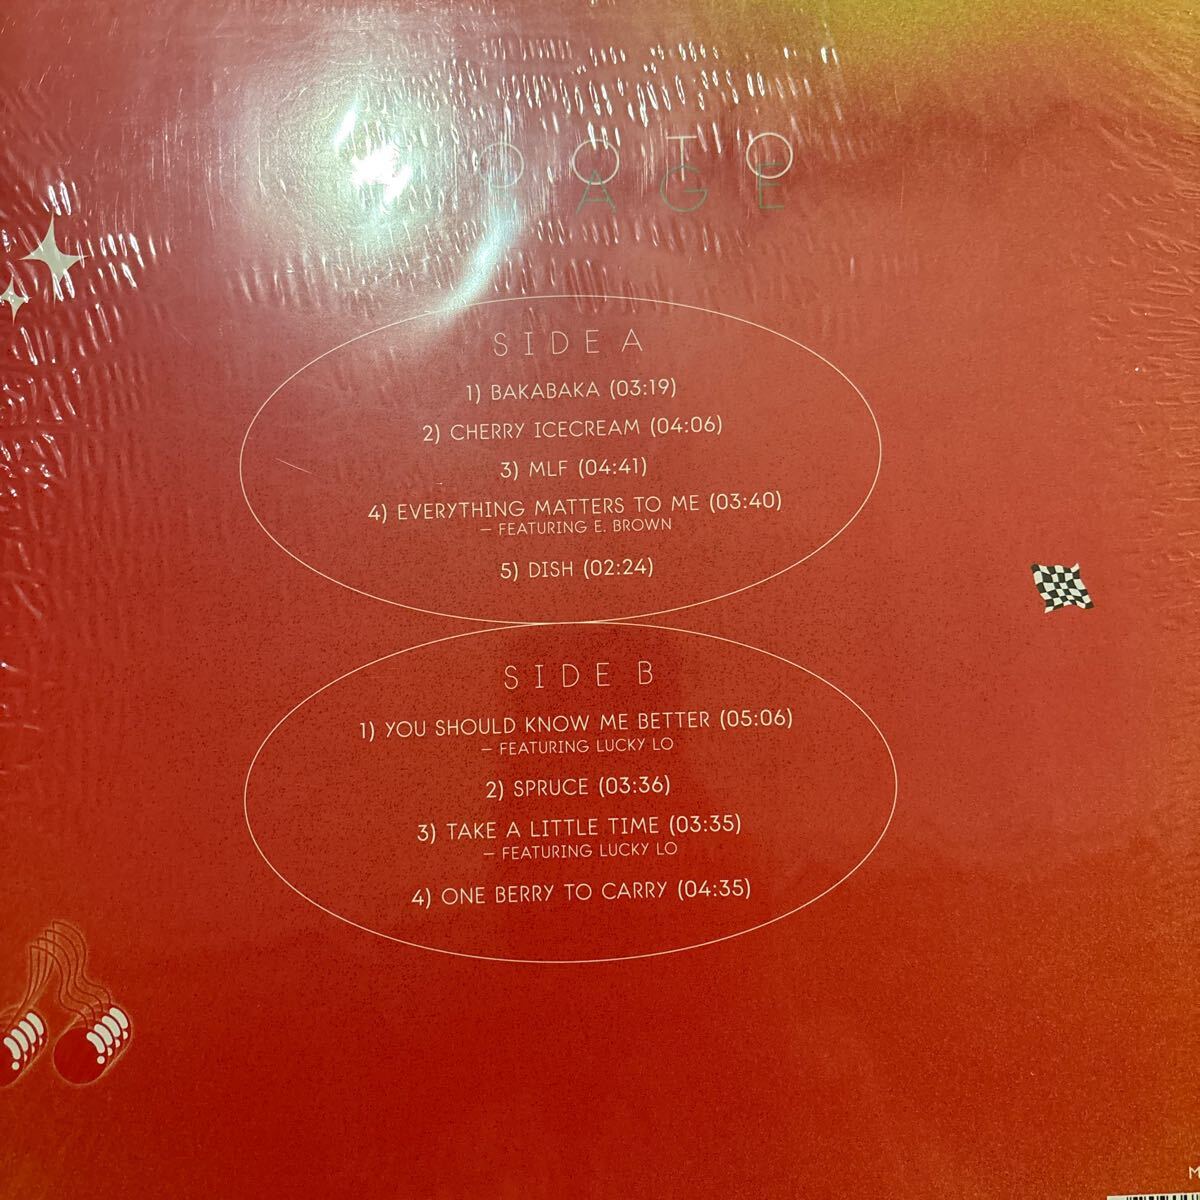 SIDE A
1) BAKABAKA (03:19)
2) CHERRY ICECREAM (04:06)
3) MLF (04:41)
4) EVERYTHING MATTERS TO ME (03:40)
– FEATURING E. BROWN
5) DISH (02:24)
SIDE B
1) YOU SHOULD KNOW ME BETTER (05:06)
– FEATURING LUCKY LO
2) SPRUCE (03:36)
3) TAKE A LITTLE TIME (03:35)
– FEATURING LUCKY LO
4) ONE BERRY TO CARRY (04:35)